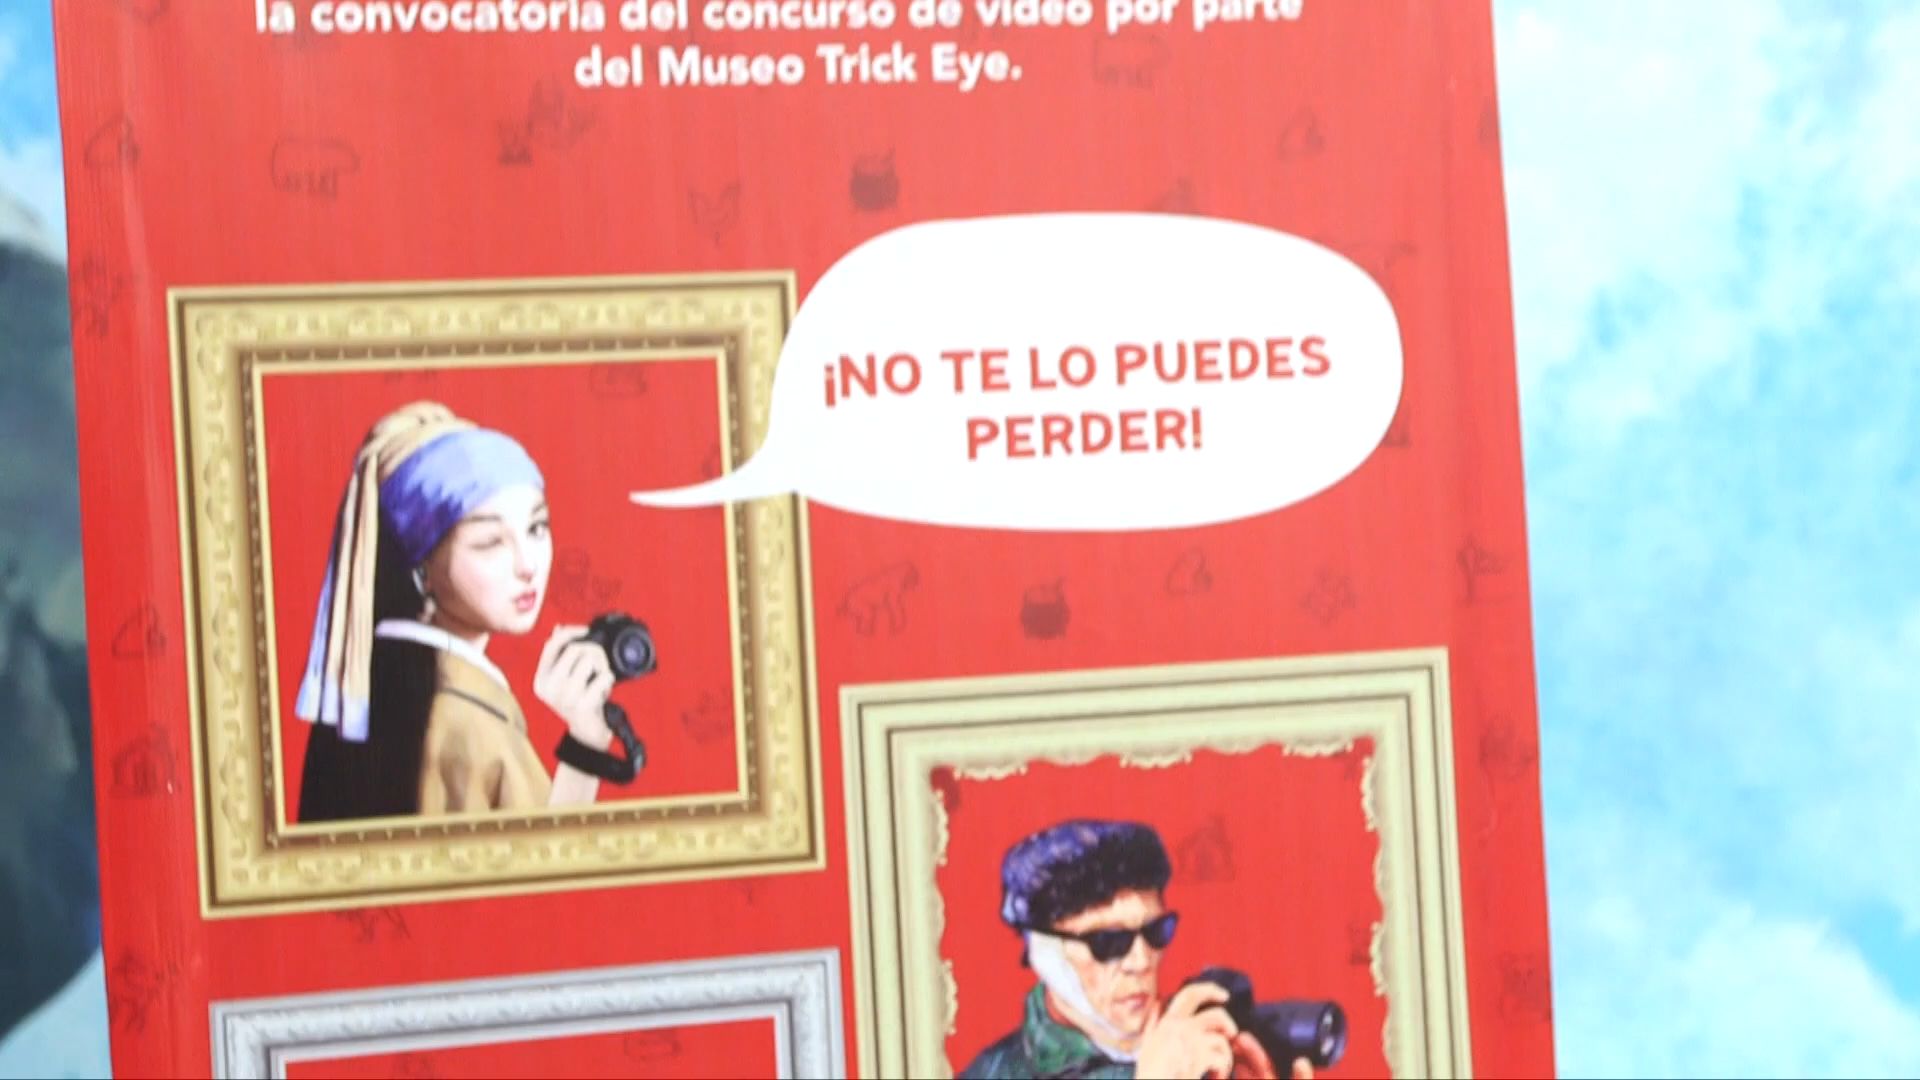 la convocatoria del concurso de video por parte
del Museo Trick Eye.
¡NO TE LO PUEDES
PERDER!